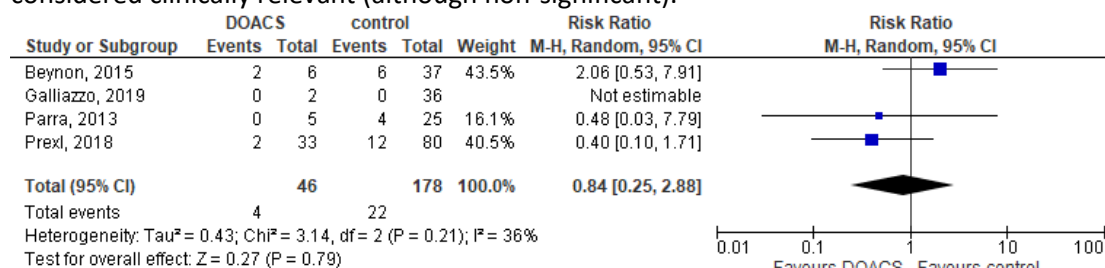 considered clinically relevant (although non-significant).
DOACS control Risk Ratio Risk Ratio
Study or Subgroup Events Total Events Total Weight M-H, Random, 95% CI M-H, Random, 95% CI
Beynon, 2015 2 6 6 37 43.5% 2.06 [0.53, 7.91]
Galliazzo, 2019 0 2 0 36 Not estimable
Parra, 2013 0 5 4 25 16.1% 0.48 [0.03, 7.79]
Prexl, 2018 2 33 12 80 40.5% 0.40 [0.10, 1.71]
Total (95% CI) 46 178 100.0% 0.84 [0.25, 2.88]
Total events 4 22
Heterogeneity: Tau² = 0.43; Chi² = 3.14, df = 2 (P = 0.21); I² = 36%
Test for overall effect: Z = 0.27 (P = 0.79)
0.01 0.1 1 10 100
Favours DOACS Favours control